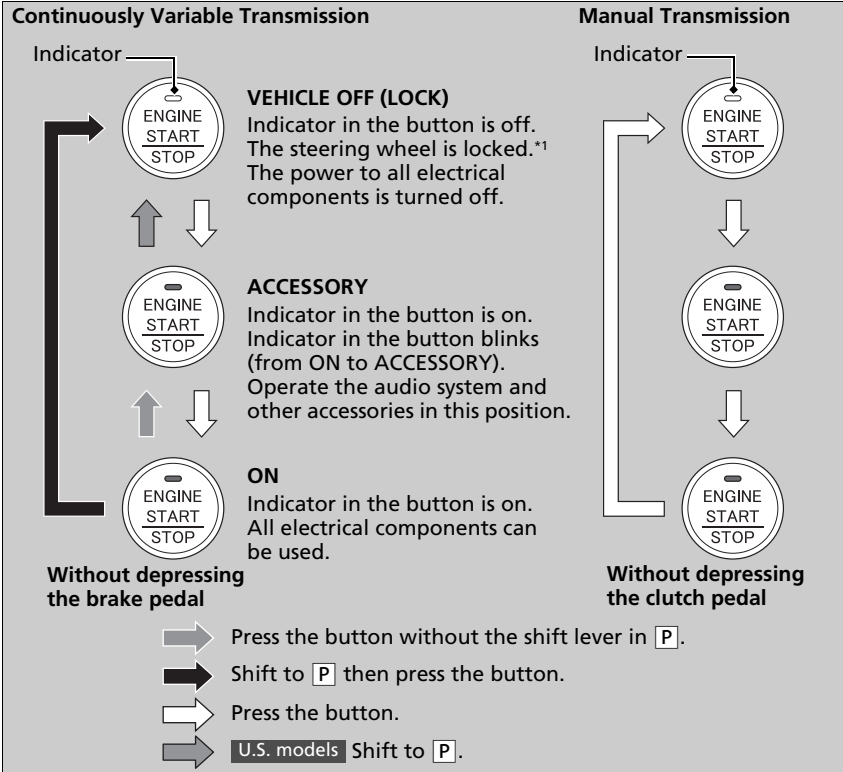 Continuously Variable Transmission
Manual Transmission
Indicator
Indicator
ENGINE
START
STOP
VEHICLE OFF (LOCK)
Indicator in the button is off.
The steering wheel is locked.*1
The power to all electrical
components is turned off.
ENGINE
START
STOP
ENGINE
START
STOP
ACCESSORY
Indicator in the button is on.
Indicator in the button blinks
(from ON to ACCESSORY).
Operate the audio system and
other accessories in this position.
ENGINE
START
STOP
ENGINE
START
STOP
ON
Indicator in the button is on.
All electrical components can
be used.
ENGINE
START
STOP
Without depressing
the brake pedal
Without depressing
the clutch pedal
Press the button without the shift lever in P.
Shift to P then press the button.
Press the button.
U.S. models Shift to P.